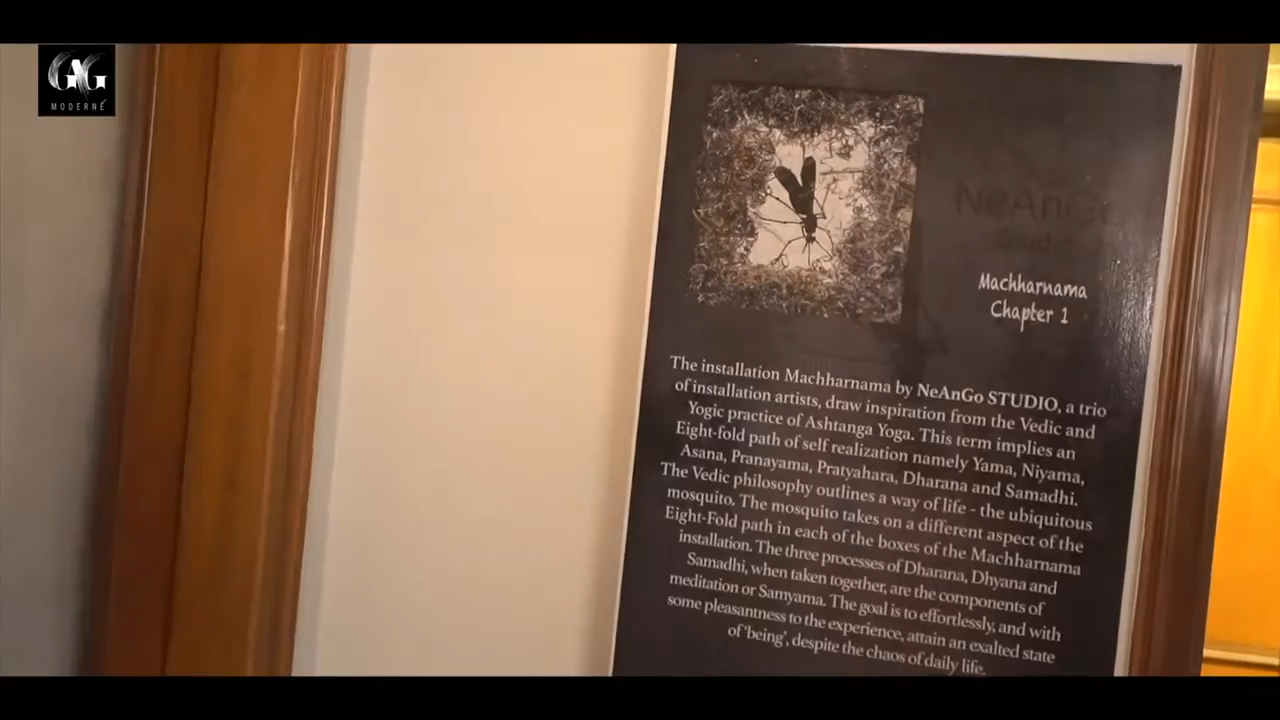 GAG
MODERNÉ
NeAnGo
Studio
Machharnama
Chapter 1
The installation Machharnama by NeAnGo STUDIO, a trio
of installation artists, draw inspiration from the Vedic and
Yogic practice of Ashtanga Yoga. This term implies an
Eight-fold path of self realization namely Yama, Niyama,
Asana, Pranayama, Pratyahara, Dharana and Samadhi.
The Vedic philosophy outlines a way of life - the ubiquitous
mosquito. The mosquito takes on a different aspect of the
Eight-Fold path in each of the boxes of the Machharnama
installation. The three processes of Dharana, Dhyana and
Samadhi, when taken together, are the components of
meditation or Samyama. The goal is to effortlessly, and with
some pleasantness to the experience, attain an exalted state
of 'being', despite the chaos of daily life.